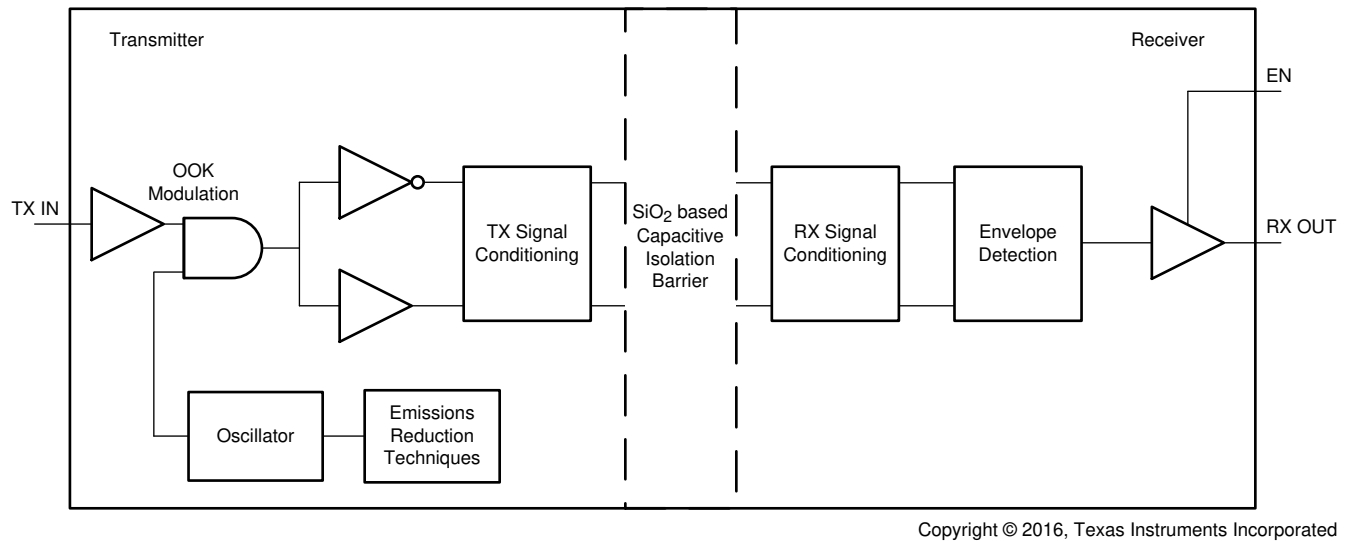 Transmitter
Receiver
EN
OOK
Modulation
TX IN
TX Signal
Conditioning
SiO2 based
Capacitive
Isolation
Barrier
RX Signal
Conditioning
Envelope
Detection
RX OUT
Oscillator
Emissions
Reduction
Techniques
Copyright © 2016, Texas Instruments Incorporated